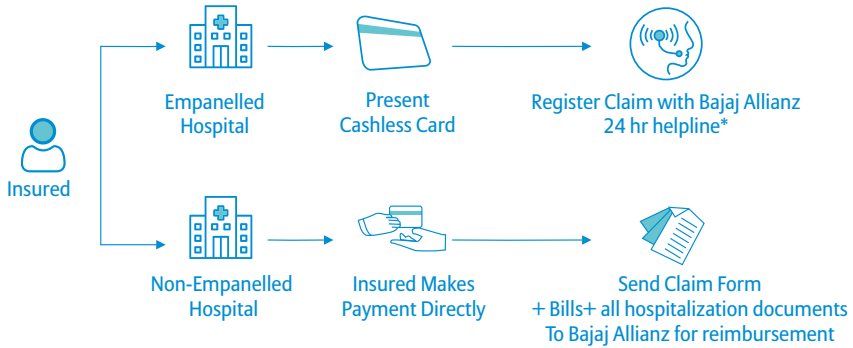 Insured
Empanelled
Hospital
Present
Cashless Card
Register Claim with Bajaj Allianz
24 hr helpline*
Non-Empanelled
Hospital
Insured Makes
Payment Directly
Send Claim Form
+ Bills+ all hospitalization documents
To Bajaj Allianz for reimbursement